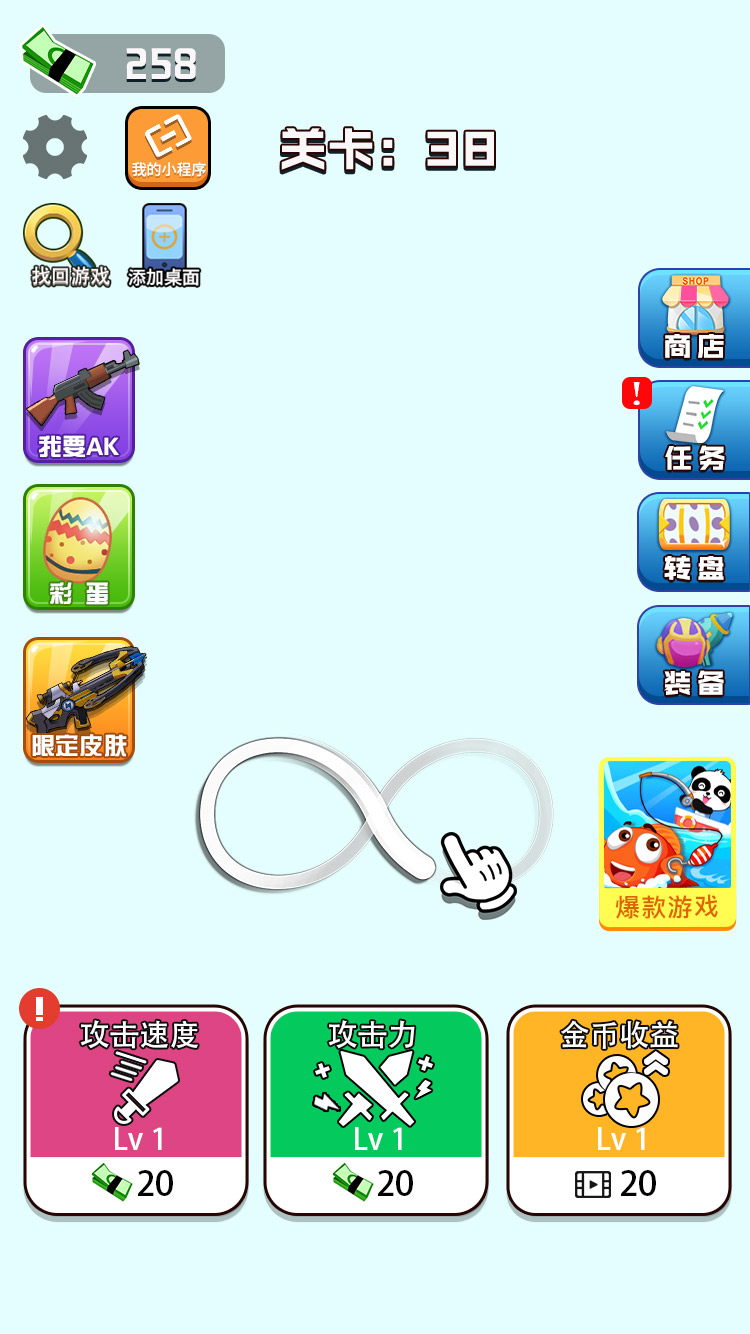 258
我的小程序
关卡：38
找回游戏
添加桌面
SHOP
商店
我要AK
!
任务
彩蛋
转盘
装备
限定皮肤
爆款游戏
!
攻击速度
Lv 1
20
攻击力
Lv 1
20
金币收益
Lv 1
20